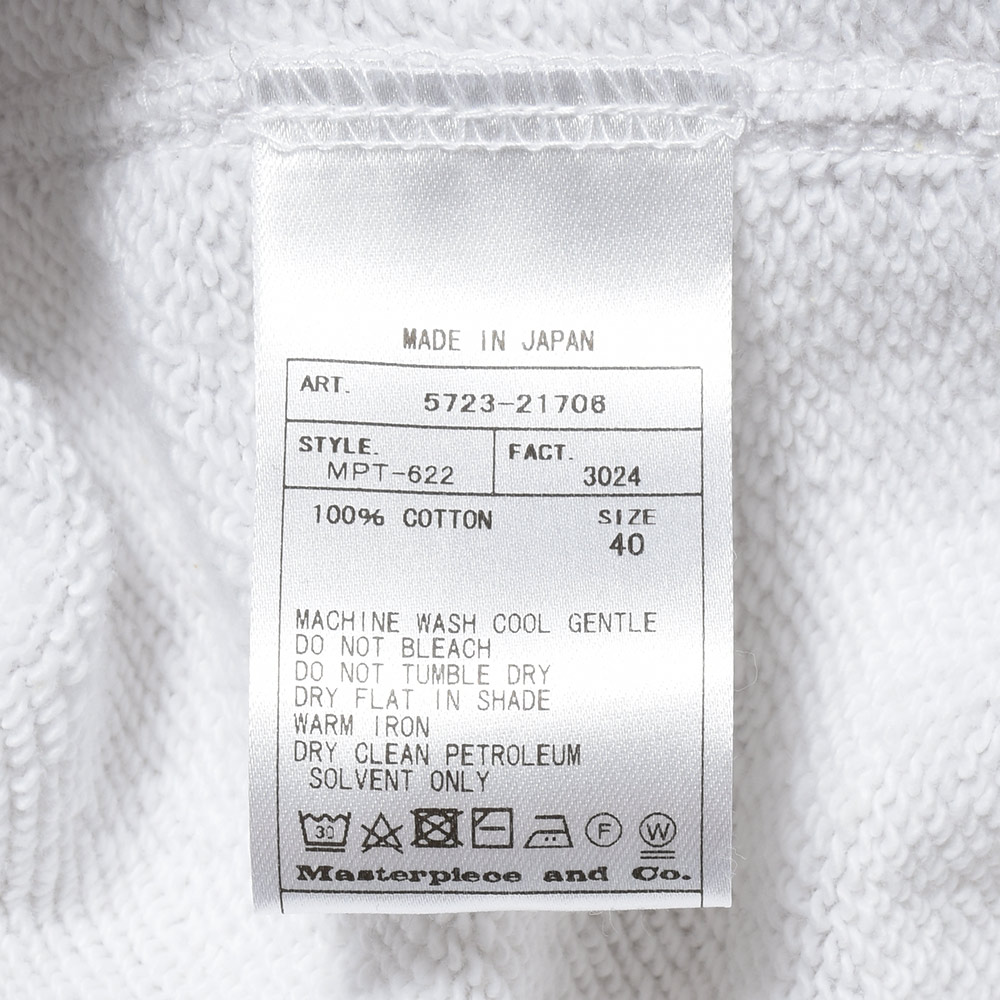 MADE IN JAPAN
ART. 5723-21706
STYLE. MPT-622
FACT. 3024
100% COTTON
SIZE 40
MACHINE WASH COOL GENTLE
DO NOT BLEACH
DO NOT TUMBLE DRY
DRY FLAT IN SHADE
WARM IRON
DRY CLEAN PETROLEUM
SOLVENT ONLY
30 F W
Masterpiece and Co.